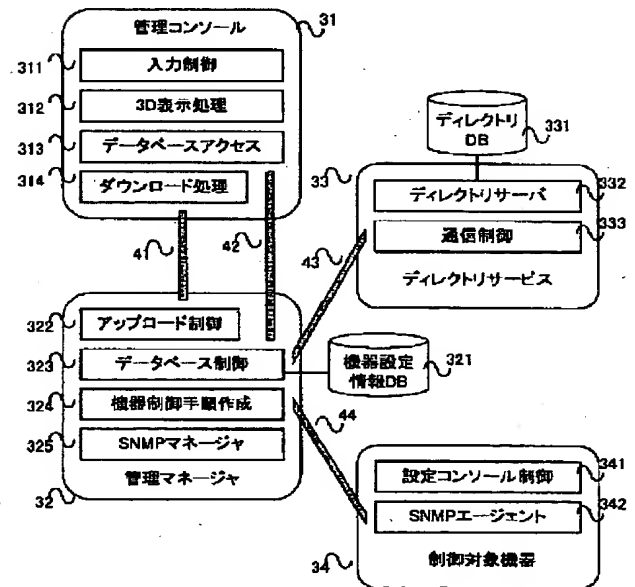 管理コンソール
31
311
入力制御
312
3D表示処理
313
データベースアクセス
314
ダウンロード処理
41
42
ディレクトリ
DB
331
33
ディレクトリサーバ
332
通信制御
333
ディレクトリサービス
43
322
アップロード制御
323
データベース制御
324
機器制御手順作成
325
SNMPマネージャ
管理マネージャ
32
機器設定
情報DB
321
44
設定コンソール制御
341
SNMPエージェント
342
制御対象機器
34